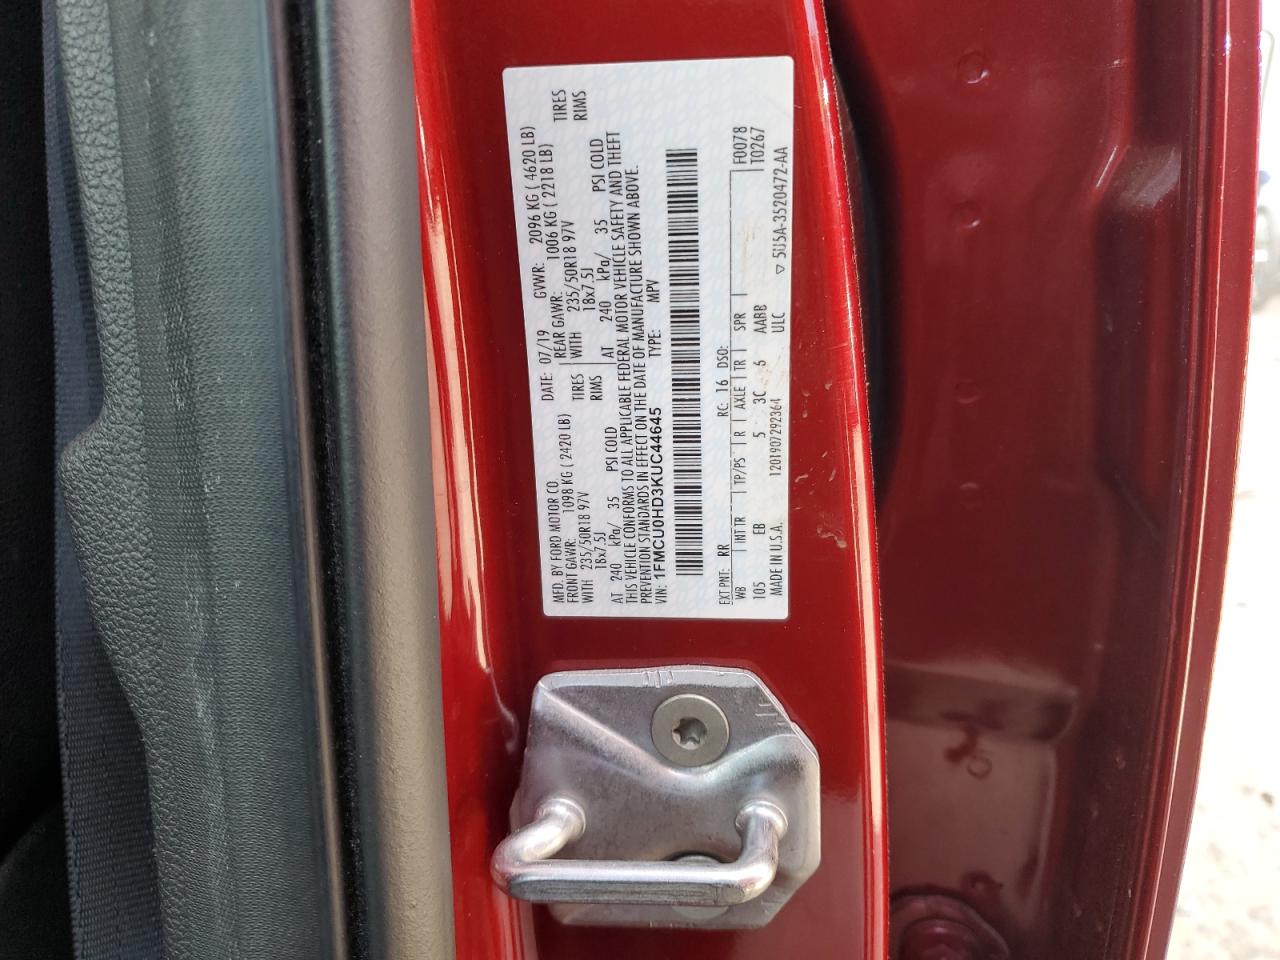 MFD. BY FORD MOTOR CO.
DATE: 07/19 GVWR: 2096 KG ( 4620 LB)
FRONT GAWR: 1098 KG ( 2420 LB)
REAR GAWR: 1006 KG ( 2218 LB)
WITH 235/50R18 97V TIRES
WITH 235/50R18 97V TIRES
18x7.5J RIMS
18x7.5J RIMS
AT 240 kPa/ 35 PSI COLD
AT 240 kPa/ 35 PSI COLD
THIS VEHICLE CONFORMS TO ALL APPLICABLE FEDERAL MOTOR VEHICLE SAFETY AND THEFT
PREVENTION STANDARDS IN EFFECT ON THE DATE OF MANUFACTURE SHOWN ABOVE.
VIN: 1FMCU0HD3KUC44645 TYPE: MPV
EXT PNT: RR RC: 16 DSO: F0078
WB INT TR TP/PS R AXLE TR SPR T0267
105 EB 5 3C 6 AABB
MADE IN U.S.A. 1201907292364 ULC ▽ 5U5A-3520472-AA